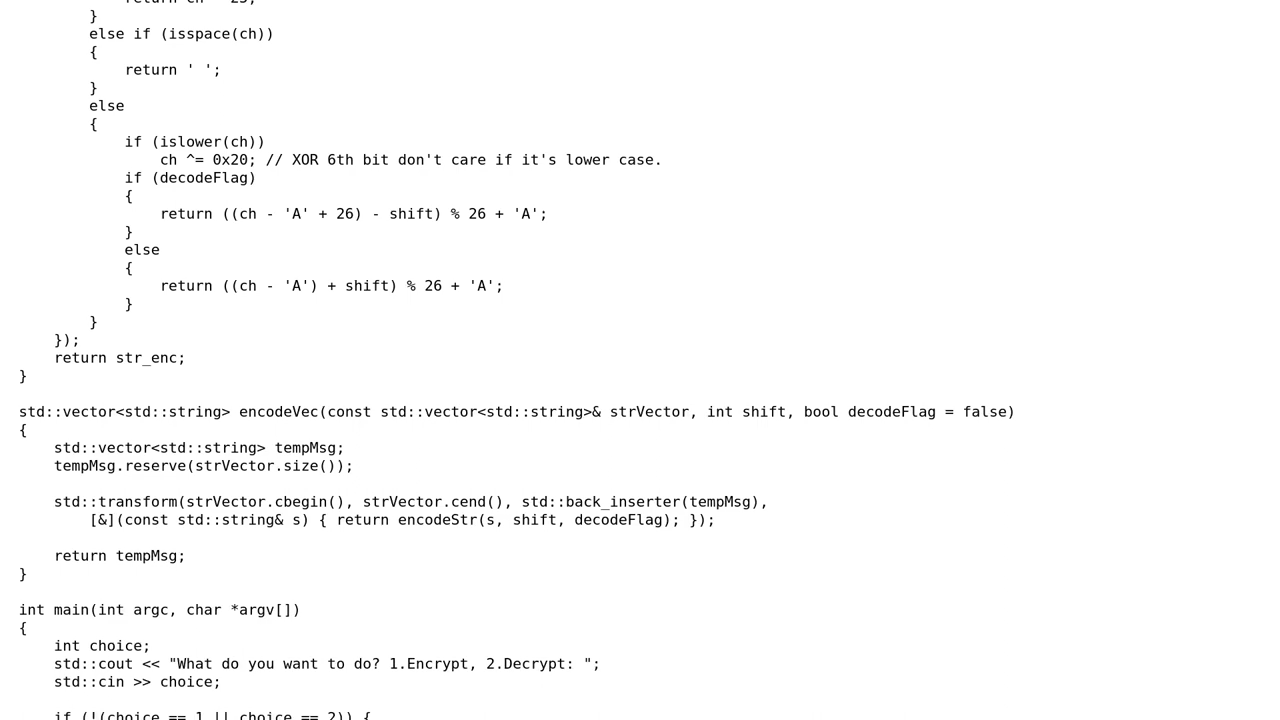 }
        else if (isspace(ch))
        {
            return ' ';
        }
        else
        {
            if (islower(ch))
                ch ^= 0x20; // XOR 6th bit don't care if it's lower case.
            if (decodeFlag)
            {
                return ((ch - 'A' + 26) - shift) % 26 + 'A';
            }
            else
            {
                return ((ch - 'A') + shift) % 26 + 'A';
            }
        }
    });
    return str_enc;
}

std::vector<std::string> encodeVec(const std::vector<std::string>& strVector, int shift, bool decodeFlag = false)
{
    std::vector<std::string> tempMsg;
    tempMsg.reserve(strVector.size());

    std::transform(strVector.cbegin(), strVector.cend(), std::back_inserter(tempMsg),
        [&](const std::string& s) { return encodeStr(s, shift, decodeFlag); });

    return tempMsg;
}

int main(int argc, char *argv[])
{
    int choice;
    std::cout << "What do you want to do? 1.Encrypt, 2.Decrypt: ";
    std::cin >> choice;

    if (!(choice == 1 || choice == 2)) {